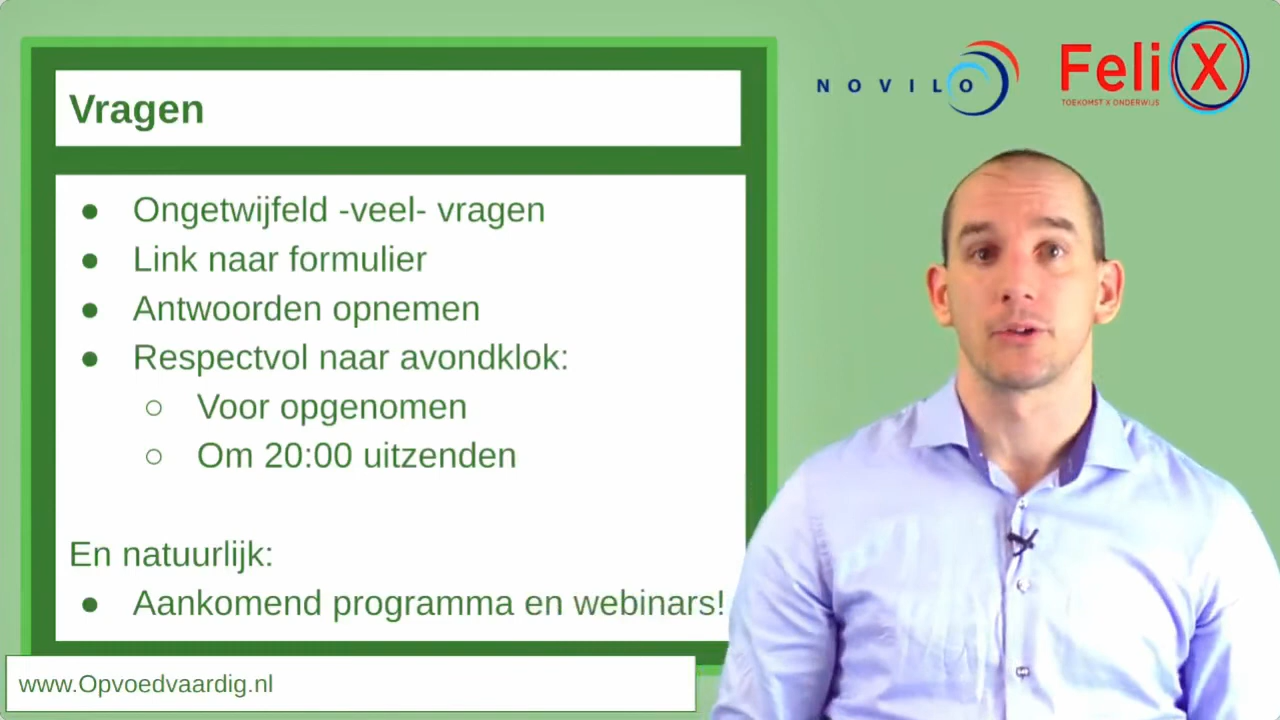 Vragen
NOVILO
FeliX
TOEKOMST X ONDERWIJS
● Ongetwijfeld -veel- vragen
● Link naar formulier
● Antwoorden opnemen
● Respectvol naar avondklok:
○ Voor opgenomen
○ Om 20:00 uitzenden
En natuurlijk:
● Aankomend programma en webinars!
www.Opvoedvaardig.nl